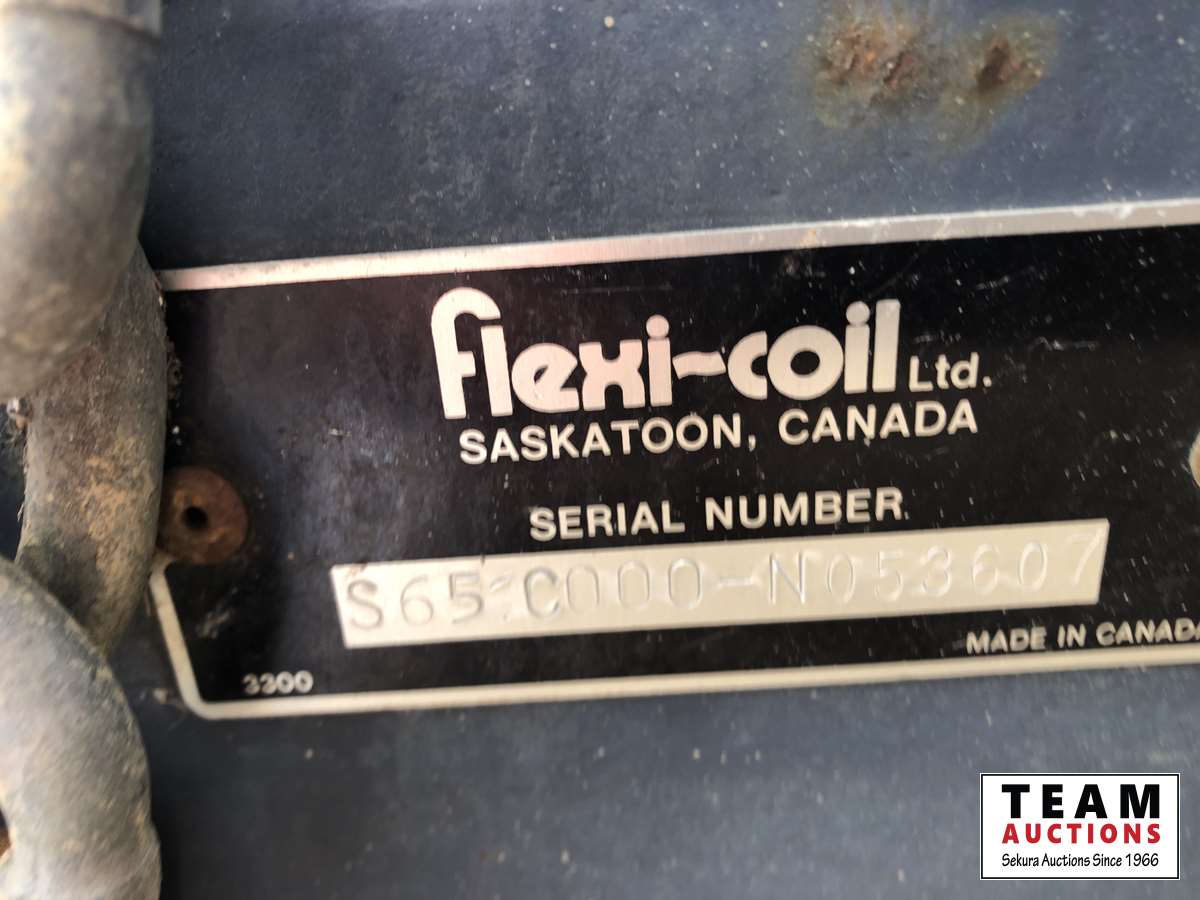 flexi-coil Ltd.
SASKATOON, CANADA
SERIAL NUMBER
S65 C000-N053607
MADE IN CANADA
3300
TEAM
AUCTIONS
Sekura Auctions Since 1966